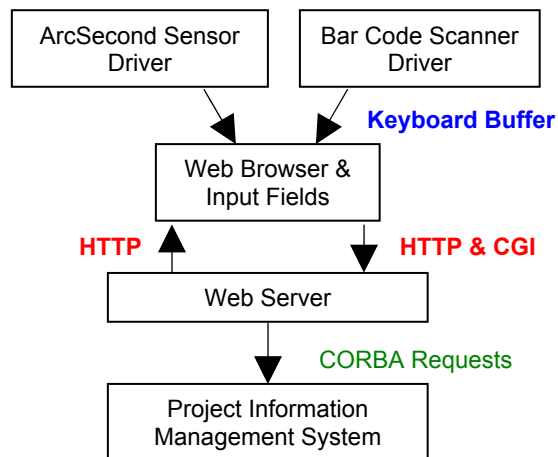 ArcSecond Sensor
Driver
Bar Code Scanner
Driver
Keyboard Buffer
Web Browser &
Input Fields
HTTP
HTTP & CGI
Web Server
CORBA Requests
Project Information
Management System